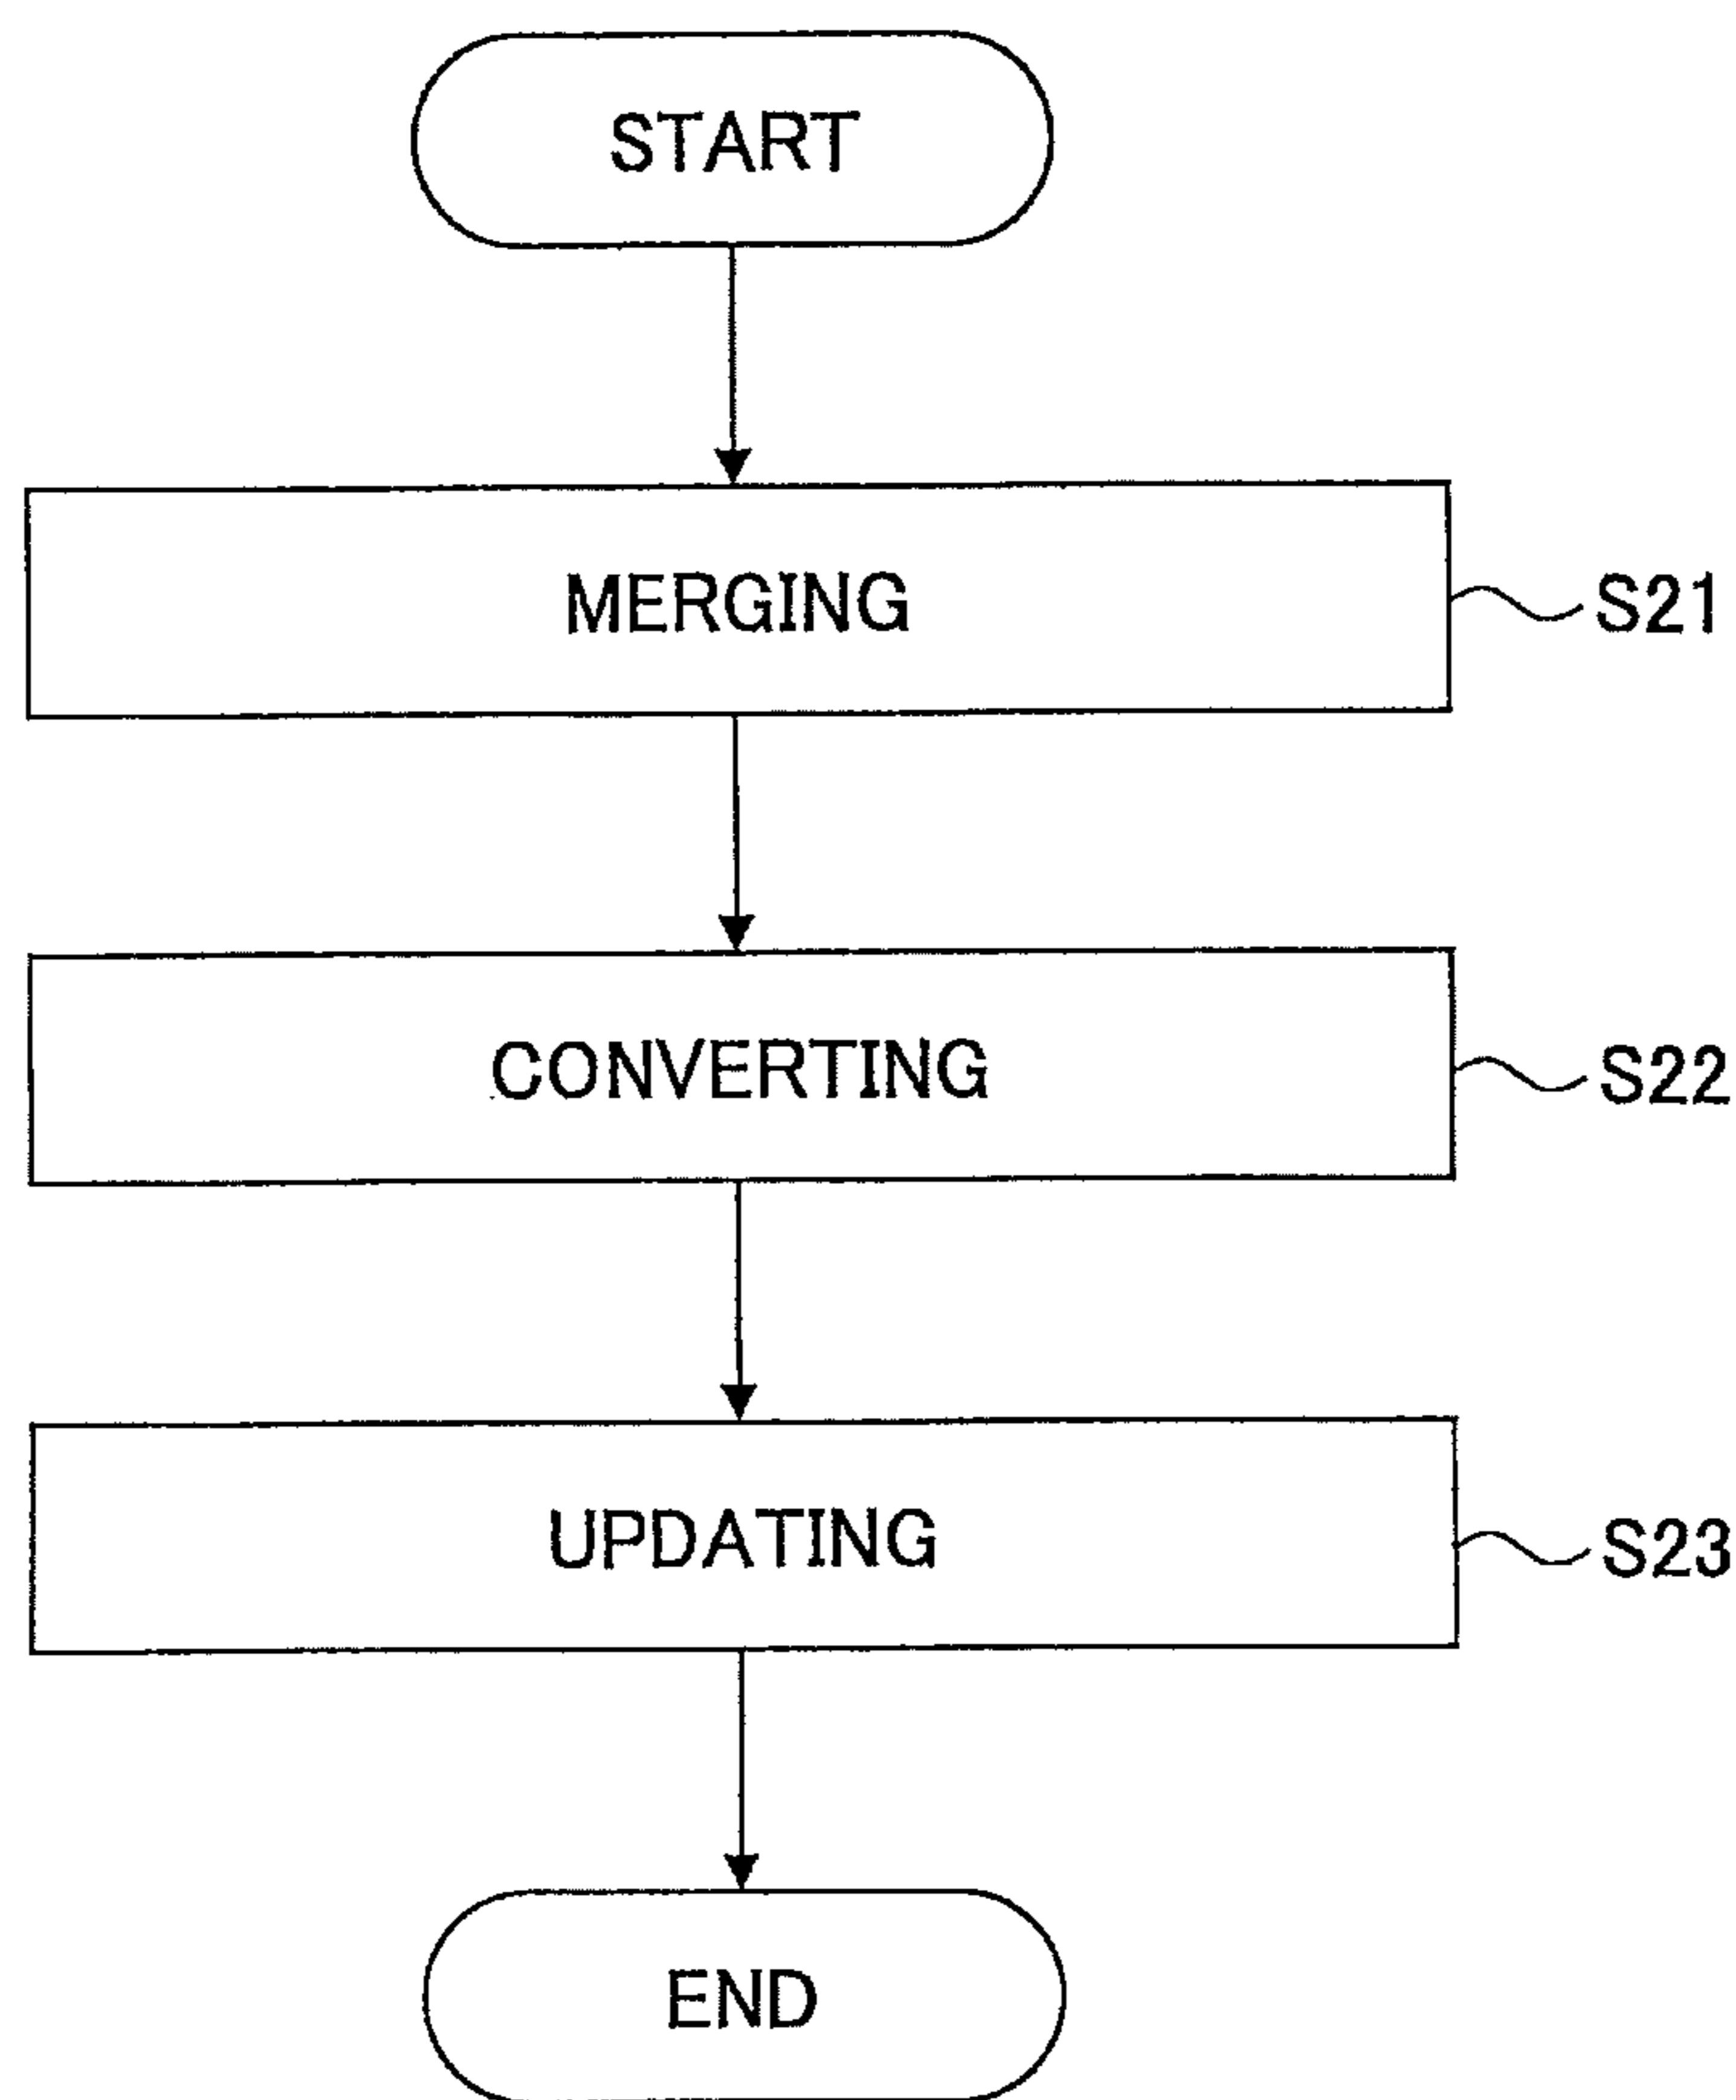 START
MERGING
S21
CONVERTING
S22
UPDATING
S23
END